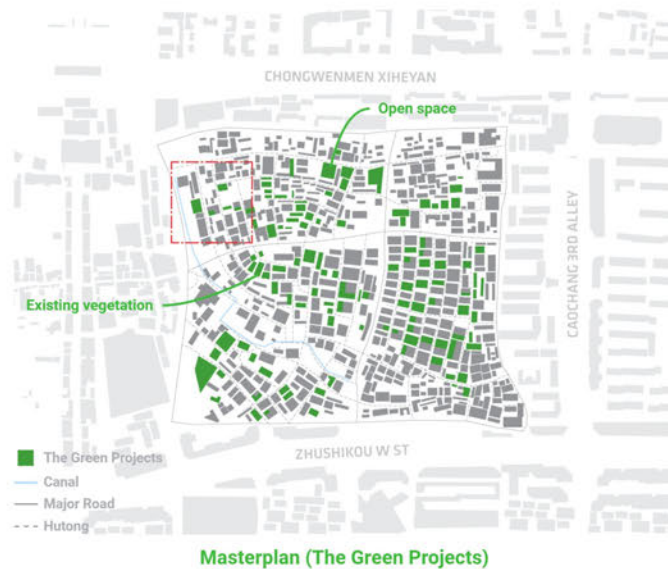 CHONGWENMEN XIHEYAN
Open space
CAOCHANG 3RD ALLEY
Existing vegetation
ZHUSHIKOU W ST
The Green Projects
Canal
Major Road
Hutong
Masterplan (The Green Projects)